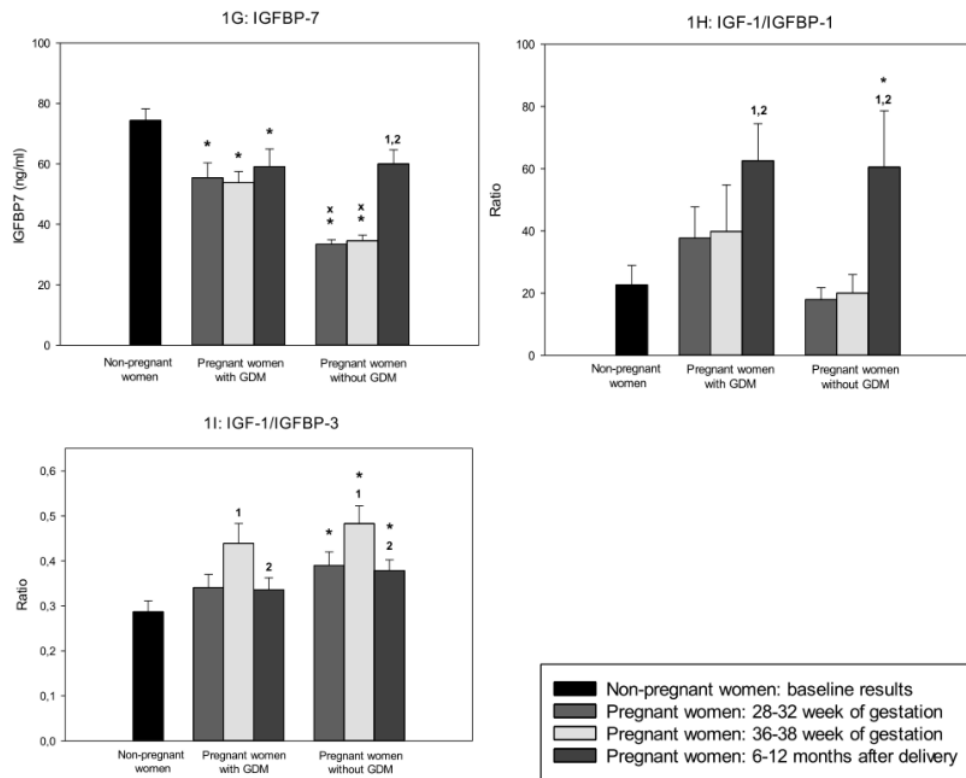 1G: IGFBP-7
IGFBP7 (ng/ml)
100
80
60
40
20
0
*
*
*
x
*
x
*
1,2
Non-pregnant
women
Pregnant women
with GDM
Pregnant women
without GDM
1H: IGF-1/IGFBP-1
Ratio
100
80
60
40
20
0
1,2
*
1,2
Non-pregnant
women
Pregnant women
with GDM
Pregnant women
without GDM
1I: IGF-1/IGFBP-3
Ratio
0,6
0,5
0,4
0,3
0,2
0,1
0,0
1
2
*
*
1
*
2
Non-pregnant
women
Pregnant women
with GDM
Pregnant women
without GDM
Non-pregnant women: baseline results
Pregnant women: 28-32 week of gestation
Pregnant women: 36-38 week of gestation
Pregnant women: 6-12 months after delivery